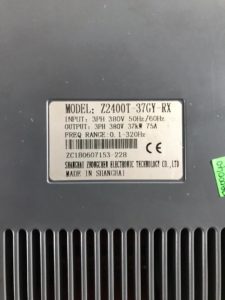 MODEL: Z2400T-37GY-RX
INPUT: 3PH 380V 50Hz/60Hz
OUTPUT: 3PH 380V 37kW 75A
FREQ RANGE: 0.1-320Hz
ZC180607153-228
CE
SHANGHAI ZHONGCHEN ELECTRONIC TECHNOLOGY CO.,LTD
MADE IN SHANGHAI